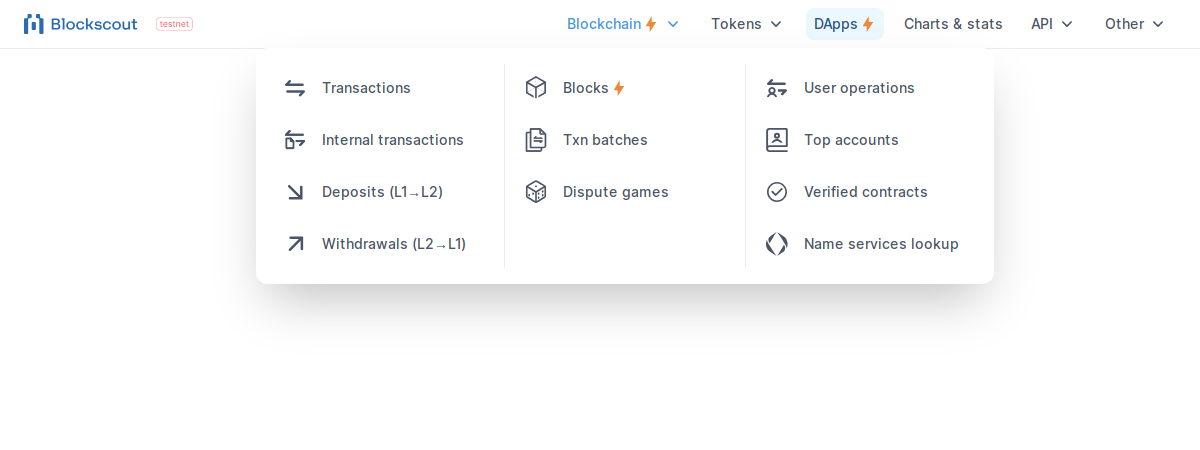 Blockscout testnet Blockchain Tokens DApps Charts & stats API Other
Transactions
Internal transactions
Deposits (L1→L2)
Withdrawals (L2→L1)
Blocks
Txn batches
Dispute games
User operations
Top accounts
Verified contracts
Name services lookup